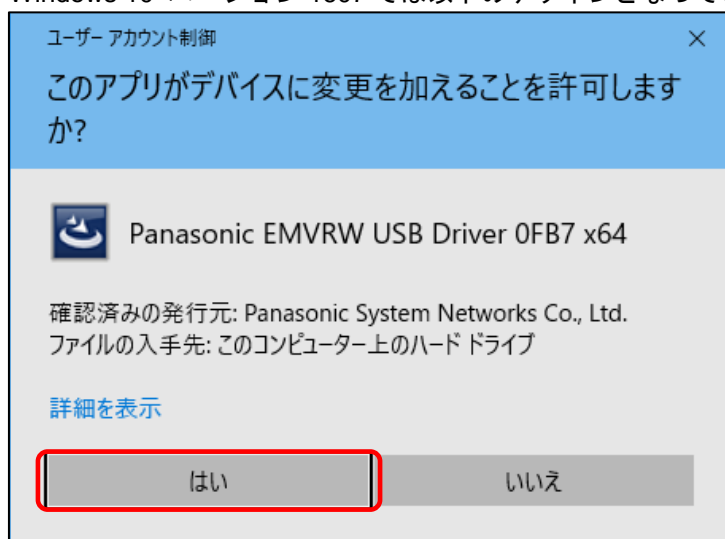 ユーザー アカウント制御
このアプリがデバイスに変更を加えることを許可します
か?
Panasonic EMVRW USB Driver 0FB7 x64
確認済みの発行元: Panasonic System Networks Co., Ltd.
ファイルの入手先: このコンピューター上のハード ドライブ
詳細を表示
はい
いいえ